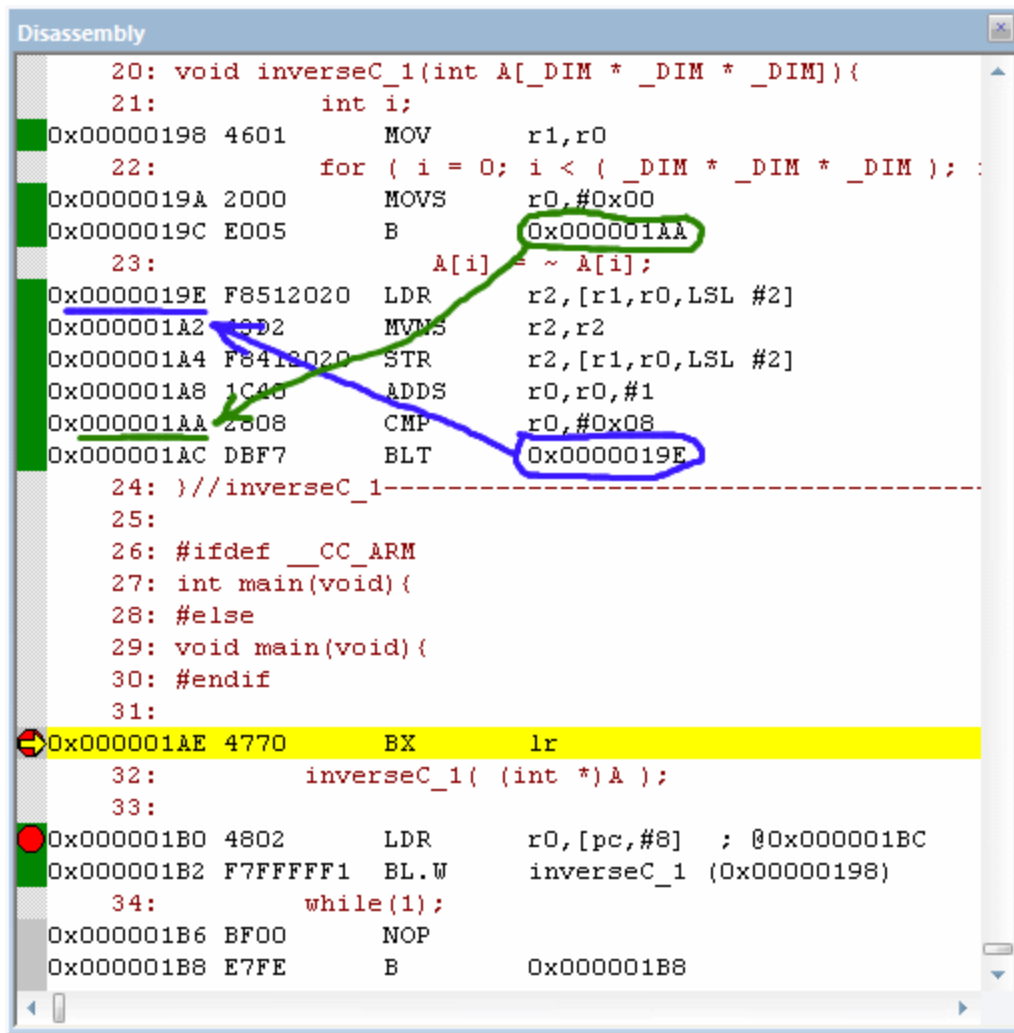 Disassembly
20: void inverseC_1(int A[_DIM * _DIM * _DIM]){
21: int i;
0x00000198 4601 MOV r1,r0
22: for ( i = 0; i < ( _DIM * _DIM * _DIM );
0x0000019A 2000 MOVS r0,#0x00
0x0000019C E005 B 0x000001AA
23: A[i] = ~ A[i];
0x0000019E F8512020 LDR r2,[r1,r0,LSL #2]
0x000001A2 43D2 MVNS r2,r2
0x000001A4 F8412020 STR r2,[r1,r0,LSL #2]
0x000001A8 1C40 ADDS r0,r0,#1
0x000001AA 2808 CMP r0,#0x08
0x000001AC DBF7 BLT 0x0000019E
24: }//inverseC_1--------------------------------------
25:
26: #ifdef __CC_ARM
27: int main(void){
28: #else
29: void main(void){
30: #endif
31:
0x000001AE 4770 BX lr
32: inverseC_1( (int *)A );
33:
0x000001B0 4802 LDR r0,[pc,#8] ; @0x000001BC
0x000001B2 F7FFFFF1 BL.W inverseC_1 (0x00000198)
34: while(1);
0x000001B6 BF00 NOP
0x000001B8 E7FE B 0x000001B8